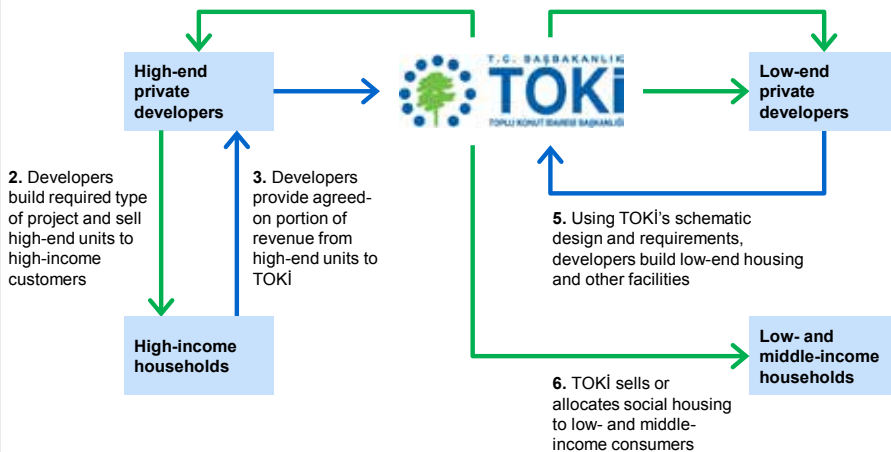 High-end
private
developers
T.C. BAŞBAKANLIK
TOKİ
TOPLU KONUT İDARESİ BAŞKANLIĞI
Low-end
private
developers
2. Developers
build required type
of project and sell
high-end units to
high-income
customers
3. Developers
provide agreed-
on portion of
revenue from
high-end units to
TOKİ
5. Using TOKİ’s schematic
design and requirements,
developers build low-end housing
and other facilities
High-income
households
Low- and
middle-income
households
6. TOKİ sells or
allocates social housing
to low- and middle-
income consumers